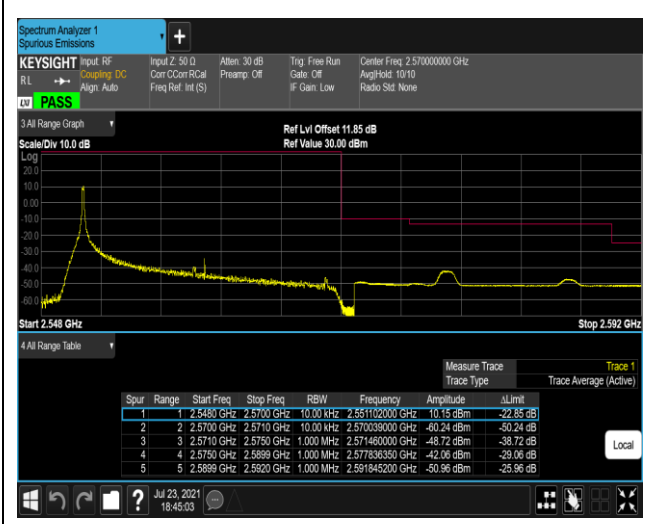 Spectrum Analyzer 1
Spurious Emissions
+
KEYSIGHT Input: RF Input Z: 50 Ω Atten: 30 dB Trig: Free Run Center Freq: 2.570000000 GHz
RL Coupling: DC Corr CCorr RCal Preamp: Off Gate: Off Avg|Hold: 10/10
Align: Auto Freq Ref: Int (S) IF Gain: Low Radio Std: None
LXI PASS
3 All Range Graph
Ref Lvl Offset 11.85 dB
Scale/Div 10.0 dB Ref Value 30.00 dBm
Log
20.0
10.0
0.00
-10.0
-20.0
-30.0
-40.0
-50.0
-60.0
Start 2.548 GHz Stop 2.592 GHz
4 All Range Table
Measure Trace Trace 1
Trace Type Trace Average (Active)
Spur Range Start Freq Stop Freq RBW Frequency Amplitude ΔLimit
1 1 2.5480 GHz 2.5700 GHz 10.00 kHz 2.551102000 GHz 10.15 dBm -22.85 dB
2 2 2.5700 GHz 2.5710 GHz 10.00 kHz 2.570039000 GHz -60.24 dBm -50.24 dB
3 3 2.5710 GHz 2.5750 GHz 1.000 MHz 2.571460000 GHz -48.72 dBm -38.72 dB
4 4 2.5750 GHz 2.5899 GHz 1.000 MHz 2.577836350 GHz -42.06 dBm -29.06 dB
5 5 2.5899 GHz 2.5920 GHz 1.000 MHz 2.591845200 GHz -50.96 dBm -25.96 dB
Local
? Jul 23, 2021
18:45:03